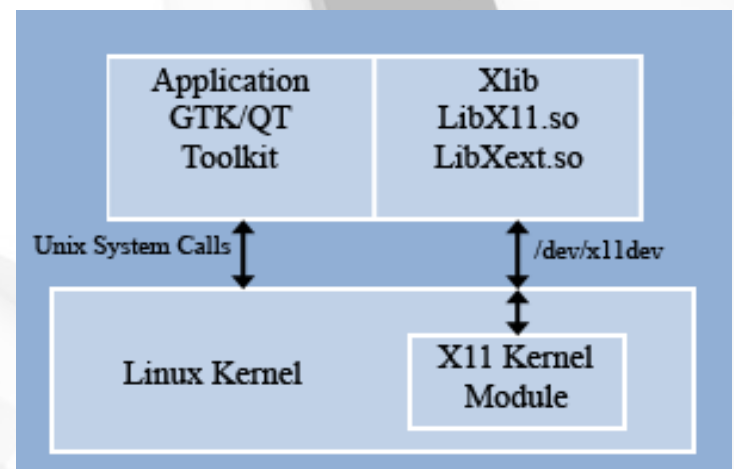 Application
GTK/QT
Toolkit
Xlib
LibX11.so
LibXext.so
Unix System Calls
/dev/x11dev
Linux Kernel
X11 Kernel
Module